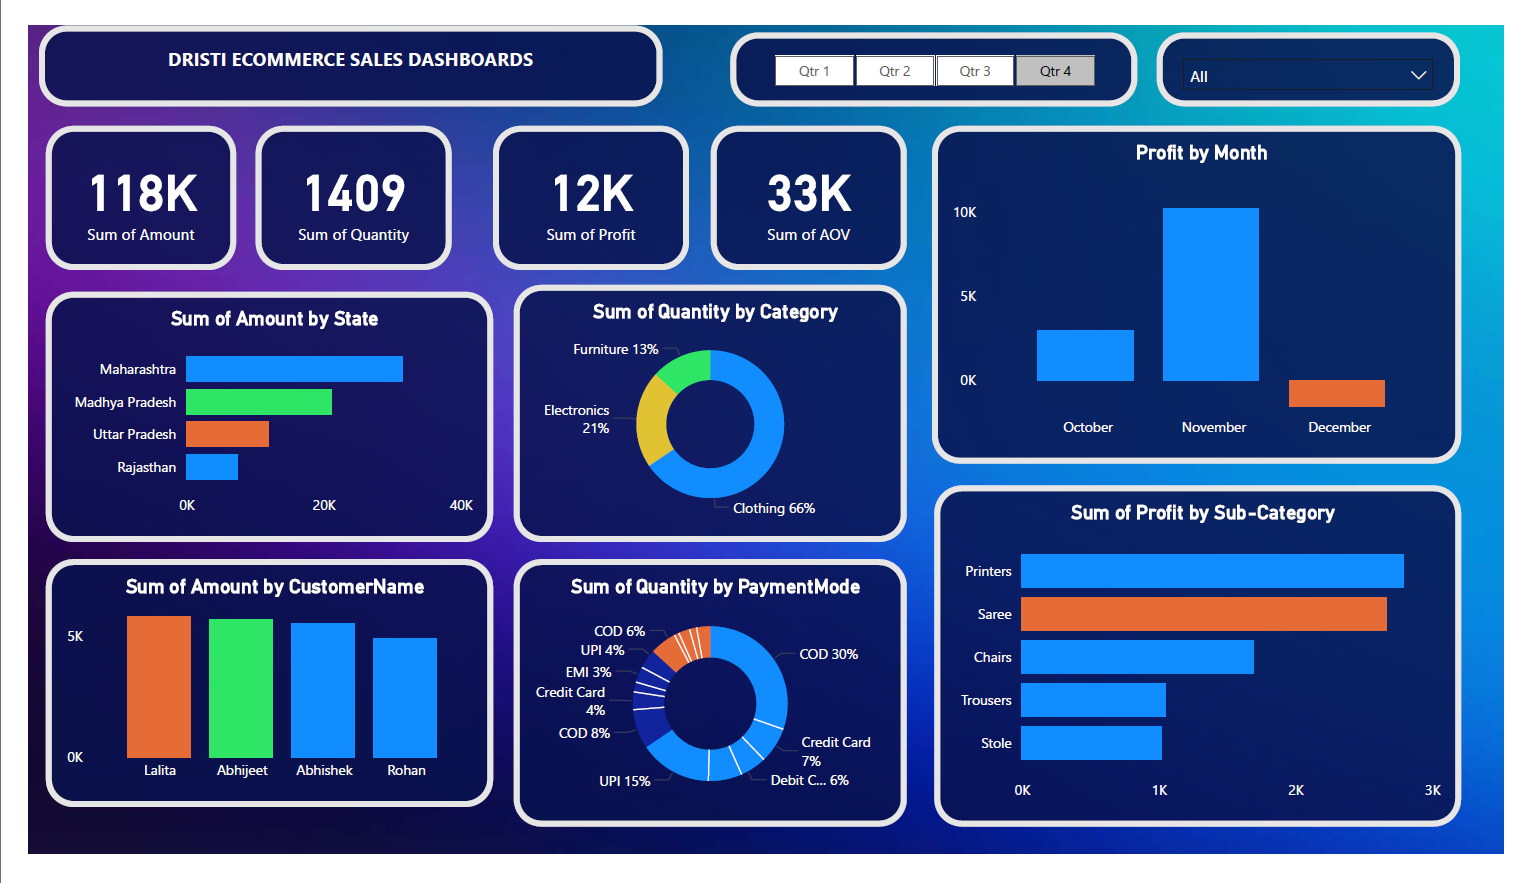 DRISTI ECOMMERCE SALES DASHBOARDS
Qtr 1
Qtr 2
Qtr 3
Qtr 4
All
118K
Sum of Amount
1409
Sum of Quantity
12K
Sum of Profit
33K
Sum of AOV
Profit by Month
10K
5K
0K
October
November
December
Sum of Amount by State
Maharashtra
Madhya Pradesh
Uttar Pradesh
Rajasthan
0K
20K
40K
Sum of Quantity by Category
Furniture 13%
Electronics
21%
Clothing 66%
Sum of Profit by Sub-Category
Printers
Saree
Chairs
Trousers
Stole
0K
1K
2K
3K
Sum of Amount by CustomerName
5K
0K
Lalita
Abhijeet
Abhishek
Rohan
Sum of Quantity by PaymentMode
COD 6%
UPI 4%
EMI 3%
Credit Card
4%
COD 8%
UPI 15%
COD 30%
Credit Card
7%
Debit C... 6%